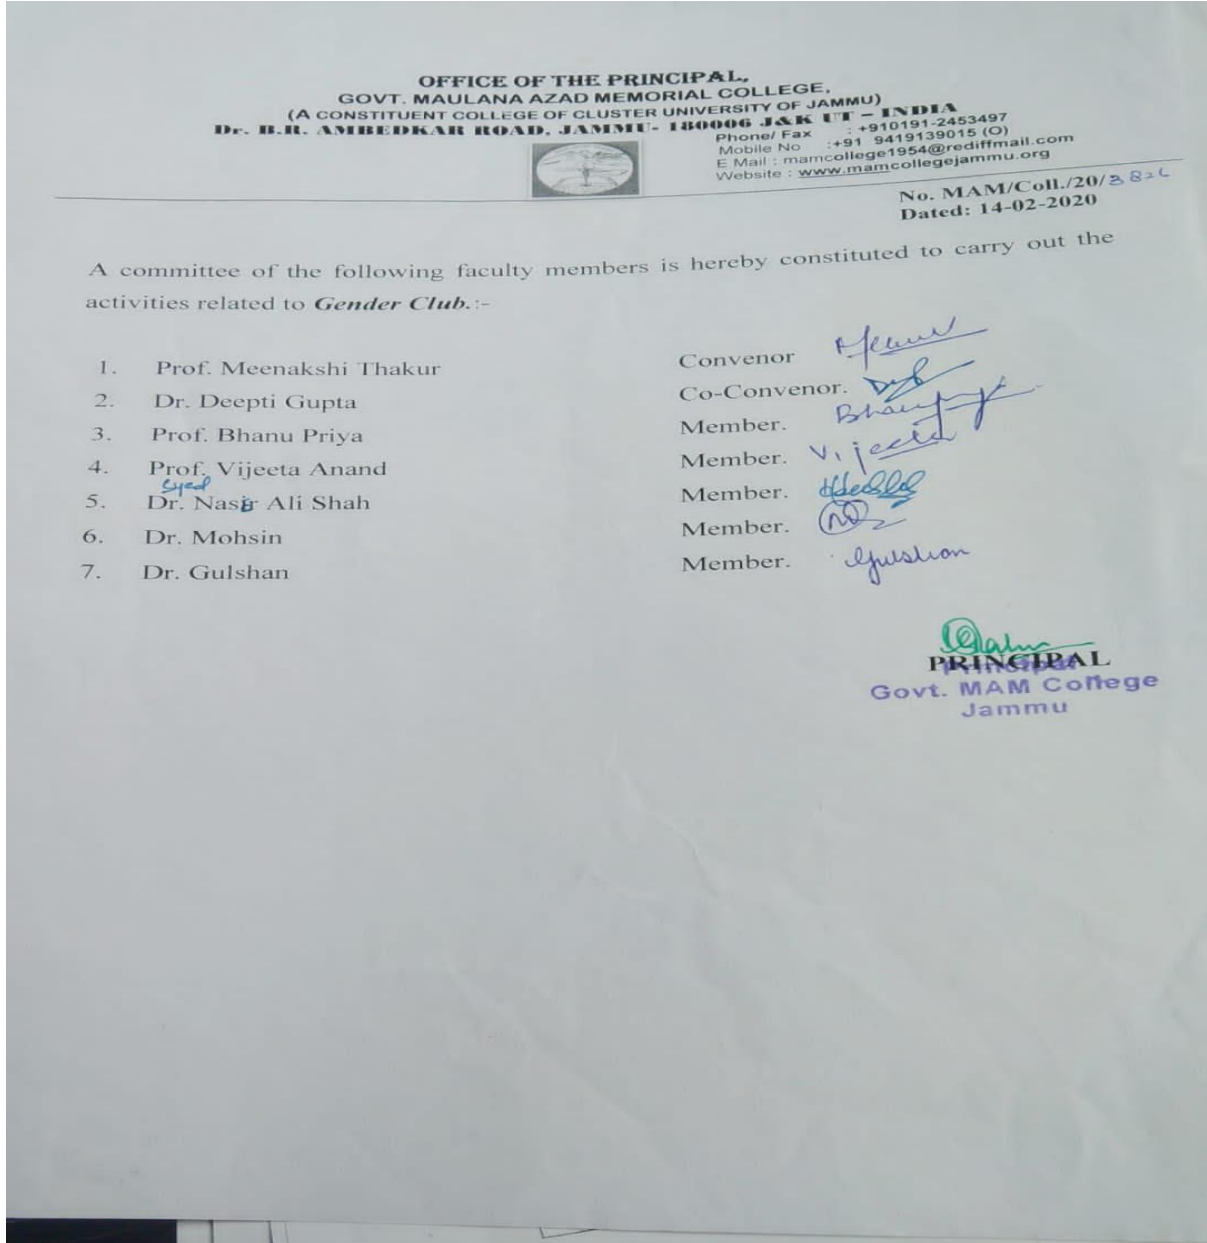 OFFICE OF THE PRINCIPAL,
GOVT. MAULANA AZAD MEMORIAL COLLEGE,
(A CONSTITUENT COLLEGE OF CLUSTER UNIVERSITY OF JAMMU)
Dr. B.R. AMBEDKAR ROAD, JAMMU- 180006 J&K UT – INDIA
Phone/ Fax : +910191-2453497
Mobile No :+91 9419139015 (O)
E Mail : mamcollege1954@rediffmail.com
Website : www.mamcollegejammu.org
No. MAM/Coll./20/
Dated: 14-02-2020
A committee of the following faculty members is hereby constituted to carry out the
activities related to Gender Club.:-
1. Prof. Meenakshi Thakur Convenor
2. Dr. Deepti Gupta Co-Convenor.
3. Prof. Bhanu Priya Member.
4. Prof. Vijeeta Anand Member. Vijeeta
Syed
5. Dr. Nasir Ali Shah Member.
6. Dr. Mohsin Member.
7. Dr. Gulshan Member. Gulshan
PRINCIPAL
Principal
Govt. MAM College
Jammu